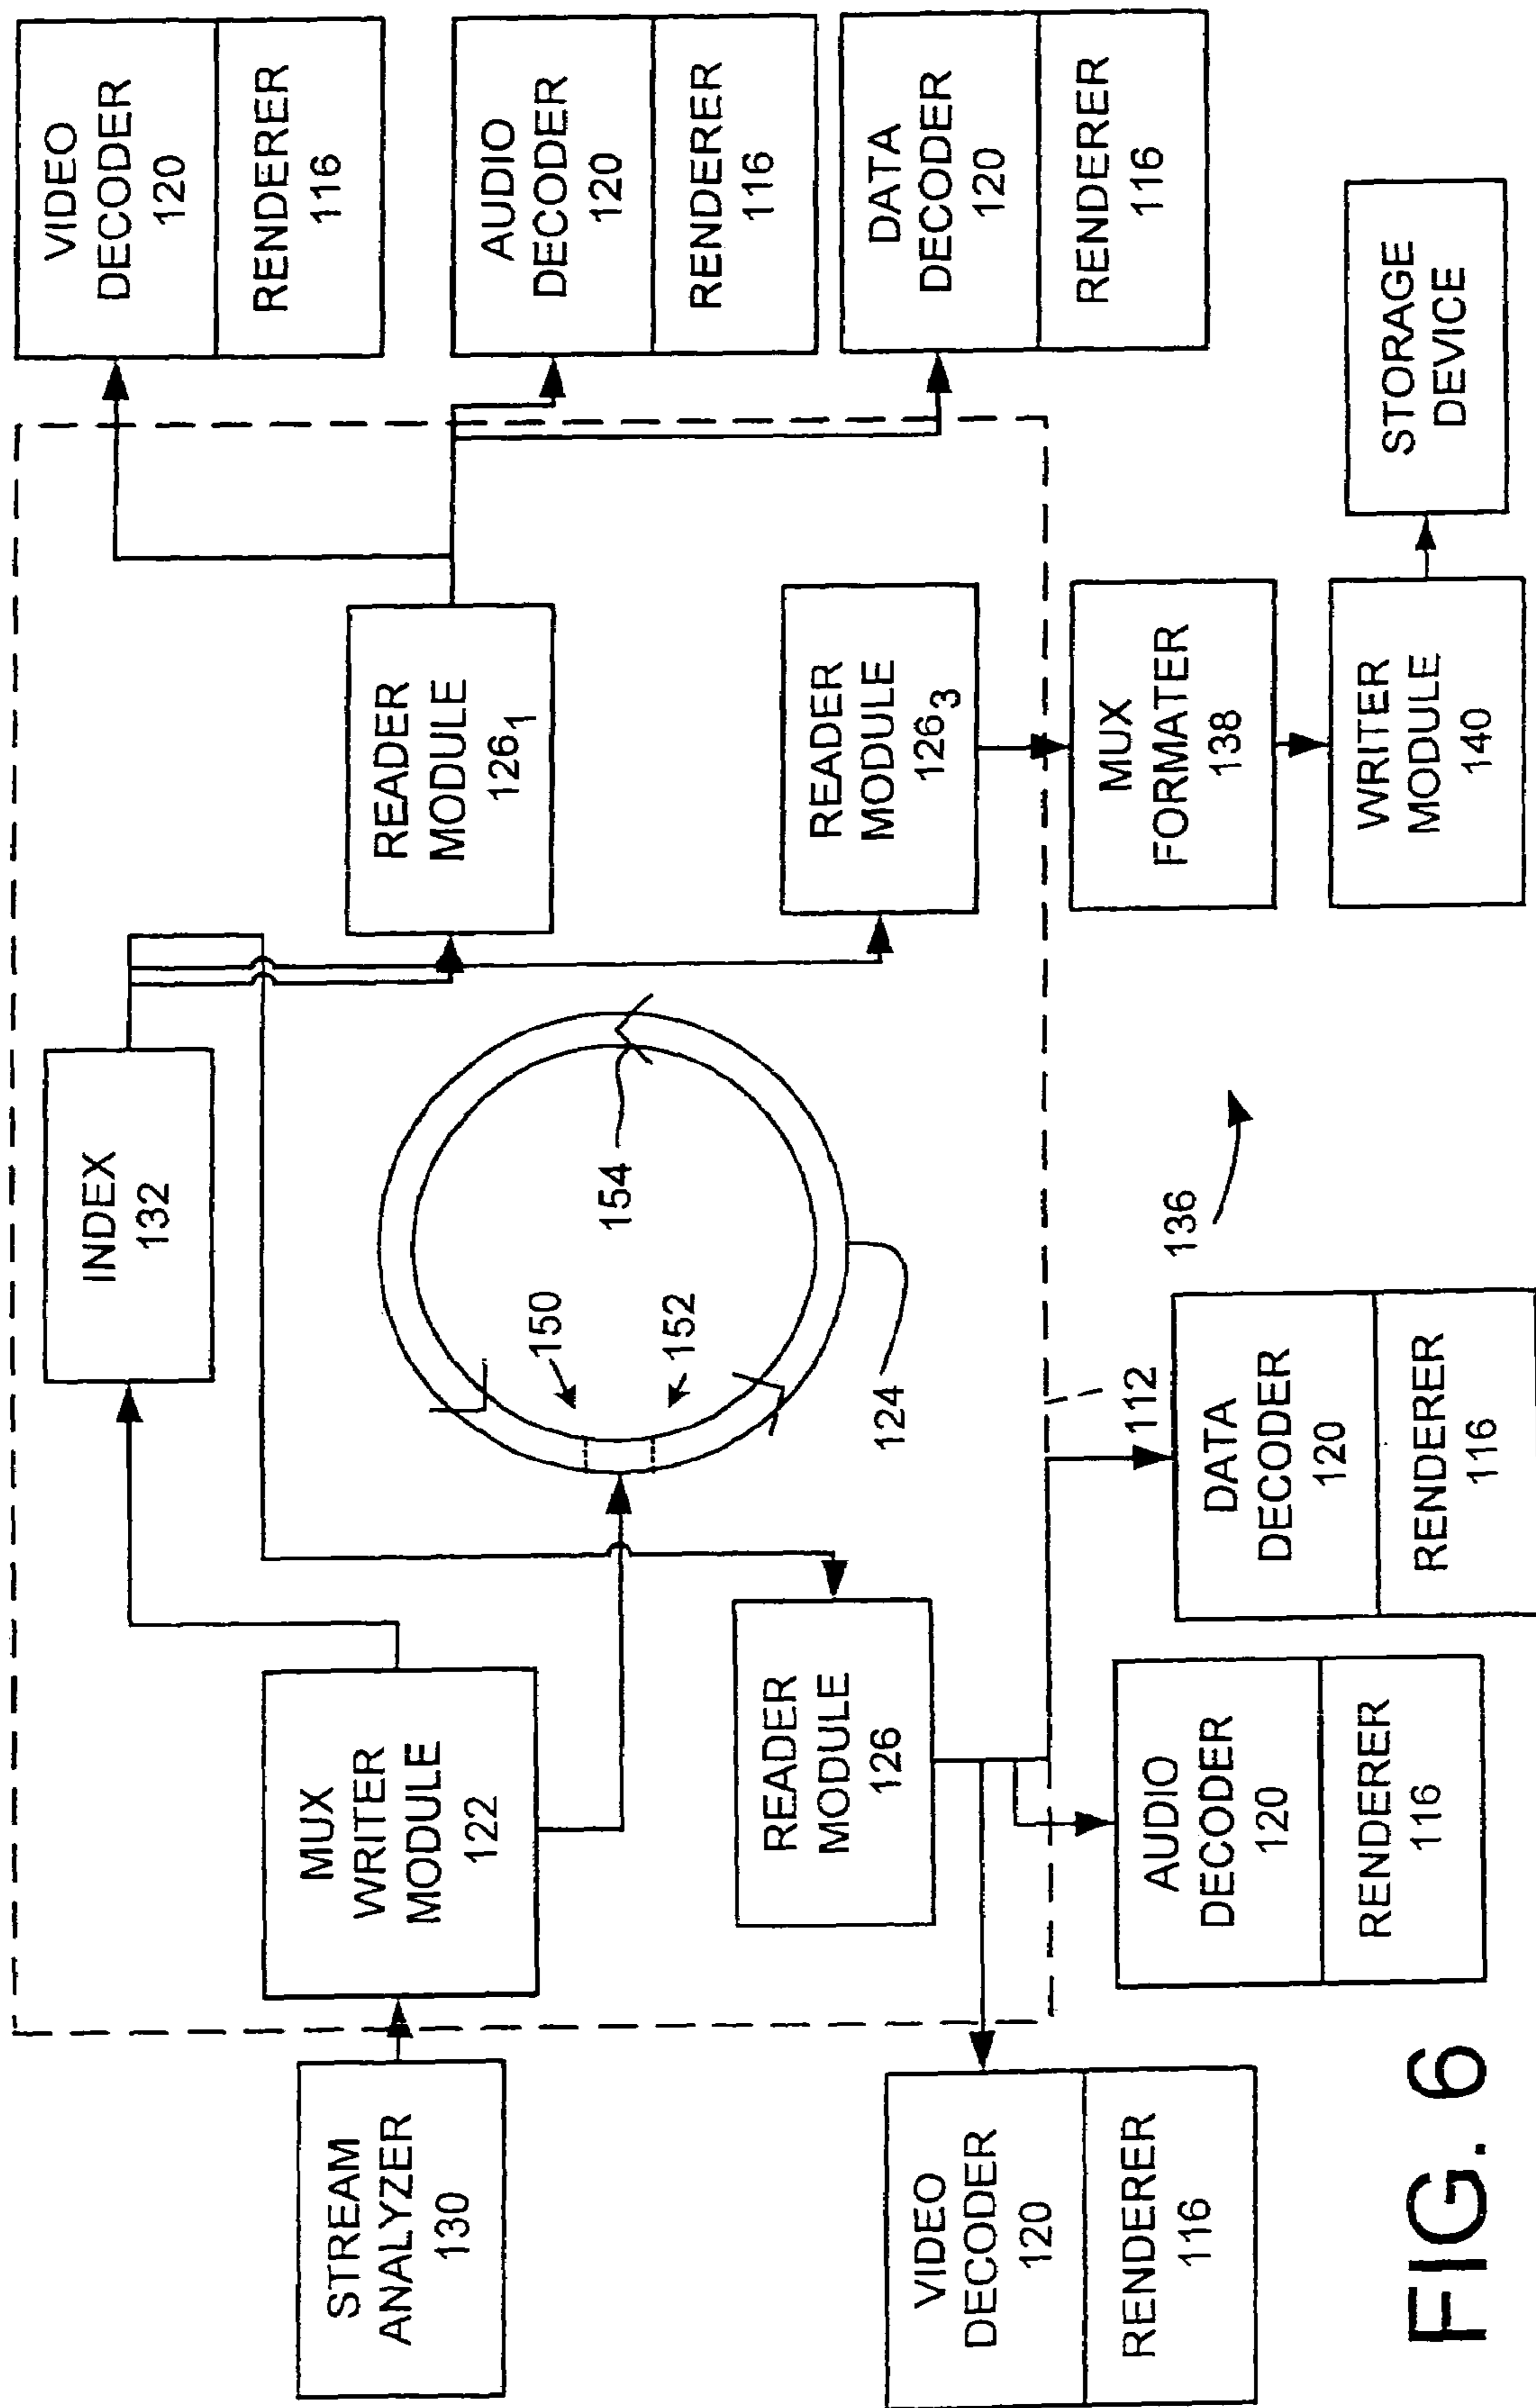 VIDEO
DECODER
120
RENDERER
116
AUDIO
DECODER
120
RENDERER
116
DATA
DECODER
120
RENDERER
116
STORAGE
DEVICE
READER
MODULE
126₁
READER
MODULE
126₃
MUX
FORMATER
138
WRITER
MODULE
140
INDEX
132
154
150
152
124
136
112
MUX
WRITER
MODULE
122
READER
MODULE
126
DATA
DECODER
120
RENDERER
116
AUDIO
DECODER
120
RENDERER
116
STREAM
ANALYZER
130
VIDEO
DECODER
120
RENDERER
116
FIG. 6